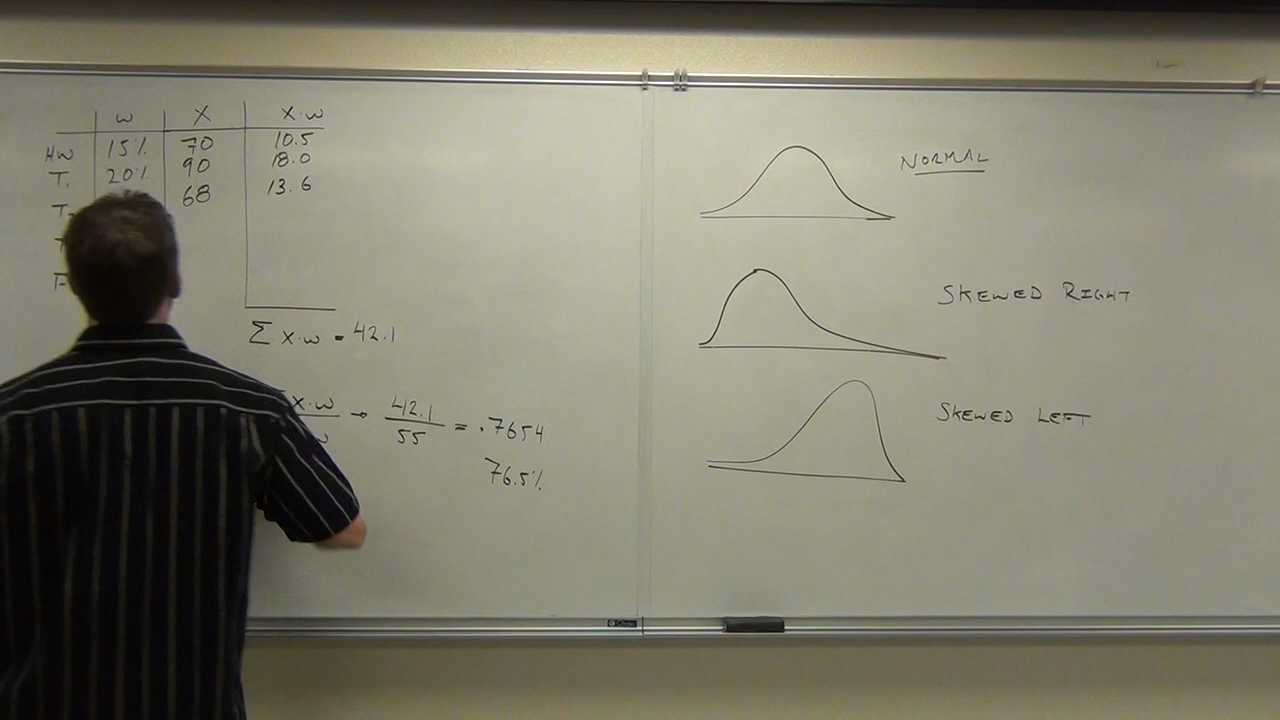 w X X·w
HW 15% 70 10.5
T₁ 20% 90 18.0
T₂ 68 13.6
T
F
Σ X·w = 42.1
X·w → 42.1 = .7654
w 55
76.5%
NORMAL
SKEWED RIGHT
SKEWED LEFT